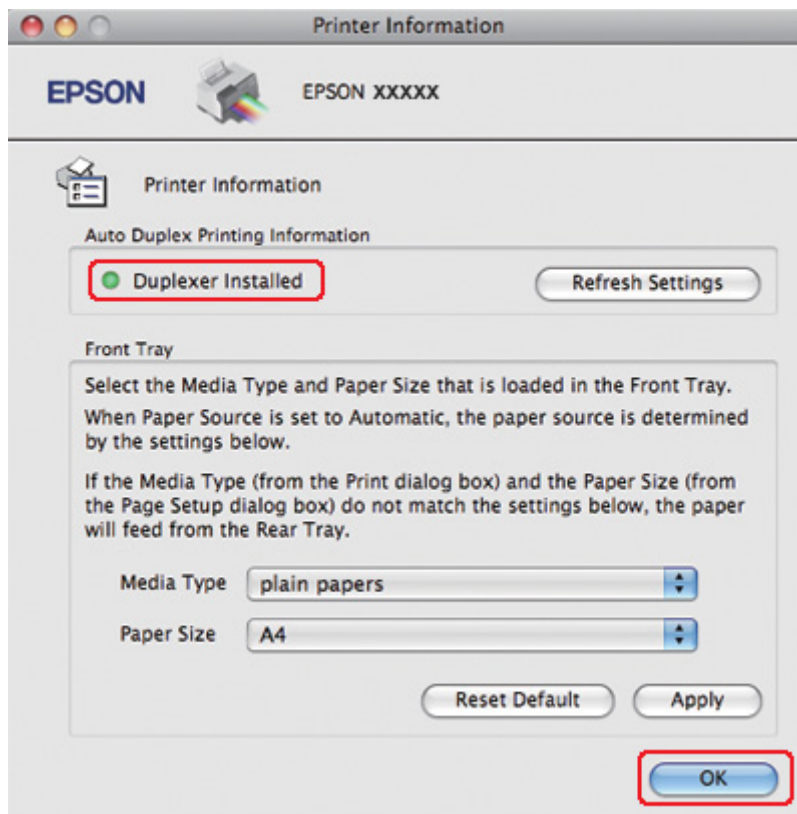 Printer Information
EPSON
EPSON XXXXX
Printer Information
Auto Duplex Printing Information
Duplexer Installed
Refresh Settings
Front Tray
Select the Media Type and Paper Size that is loaded in the Front Tray.
When Paper Source is set to Automatic, the paper source is determined
by the settings below.
If the Media Type (from the Print dialog box) and the Paper Size (from
the Page Setup dialog box) do not match the settings below, the paper
will feed from the Rear Tray.
Media Type plain papers
Paper Size A4
Reset Default Apply
OK